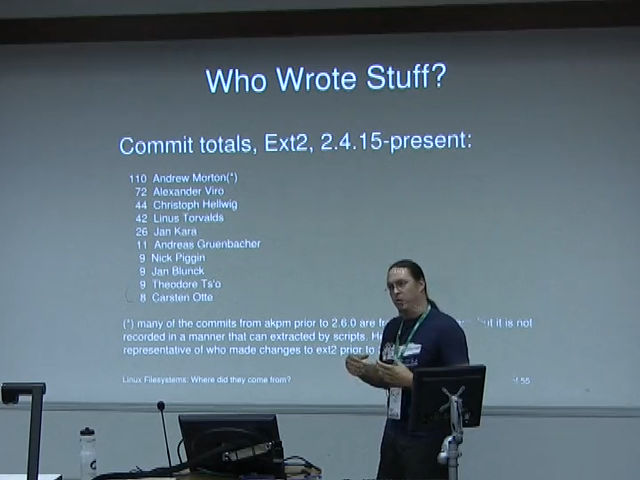 Who Wrote Stuff?
Commit totals, Ext2, 2.4.15-present:
110 Andrew Morton(*)
72 Alexander Viro
44 Christoph Hellwig
42 Linus Torvalds
26 Jan Kara
11 Andreas Gruenbacher
9 Nick Piggin
9 Jan Blunck
9 Theodore Ts'o
8 Carsten Otte
(*) many of the commits from akpm prior to 2.6.0 are but it is not
recorded in a manner that can extracted by scripts.
representative of who made changes to ext2 prior to
Linux Filesystems: Where did they come from?